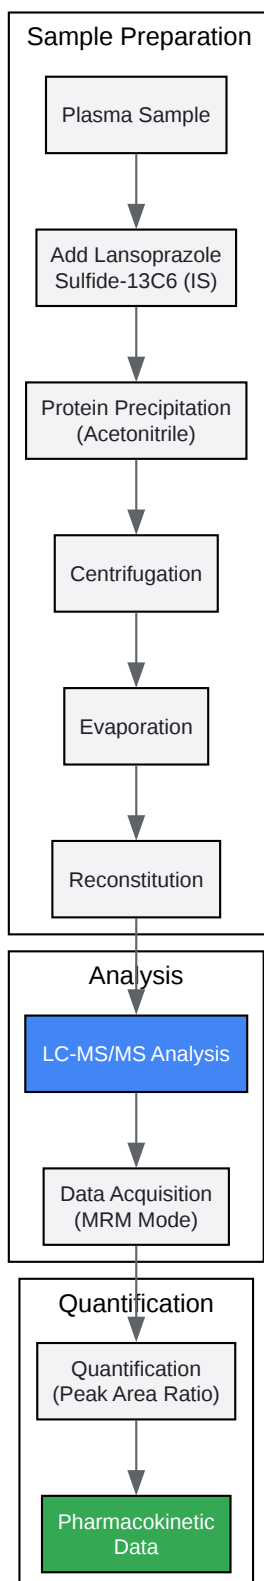 Sample Preparation
Plasma Sample
Add Lansoprazole
Sulfide-13C6 (IS)
Protein Precipitation
(Acetonitrile)
Centrifugation
Evaporation
Reconstitution
Analysis
LC-MS/MS Analysis
Data Acquisition
(MRM Mode)
Quantification
Quantification
(Peak Area Ratio)
Pharmacokinetic
Data